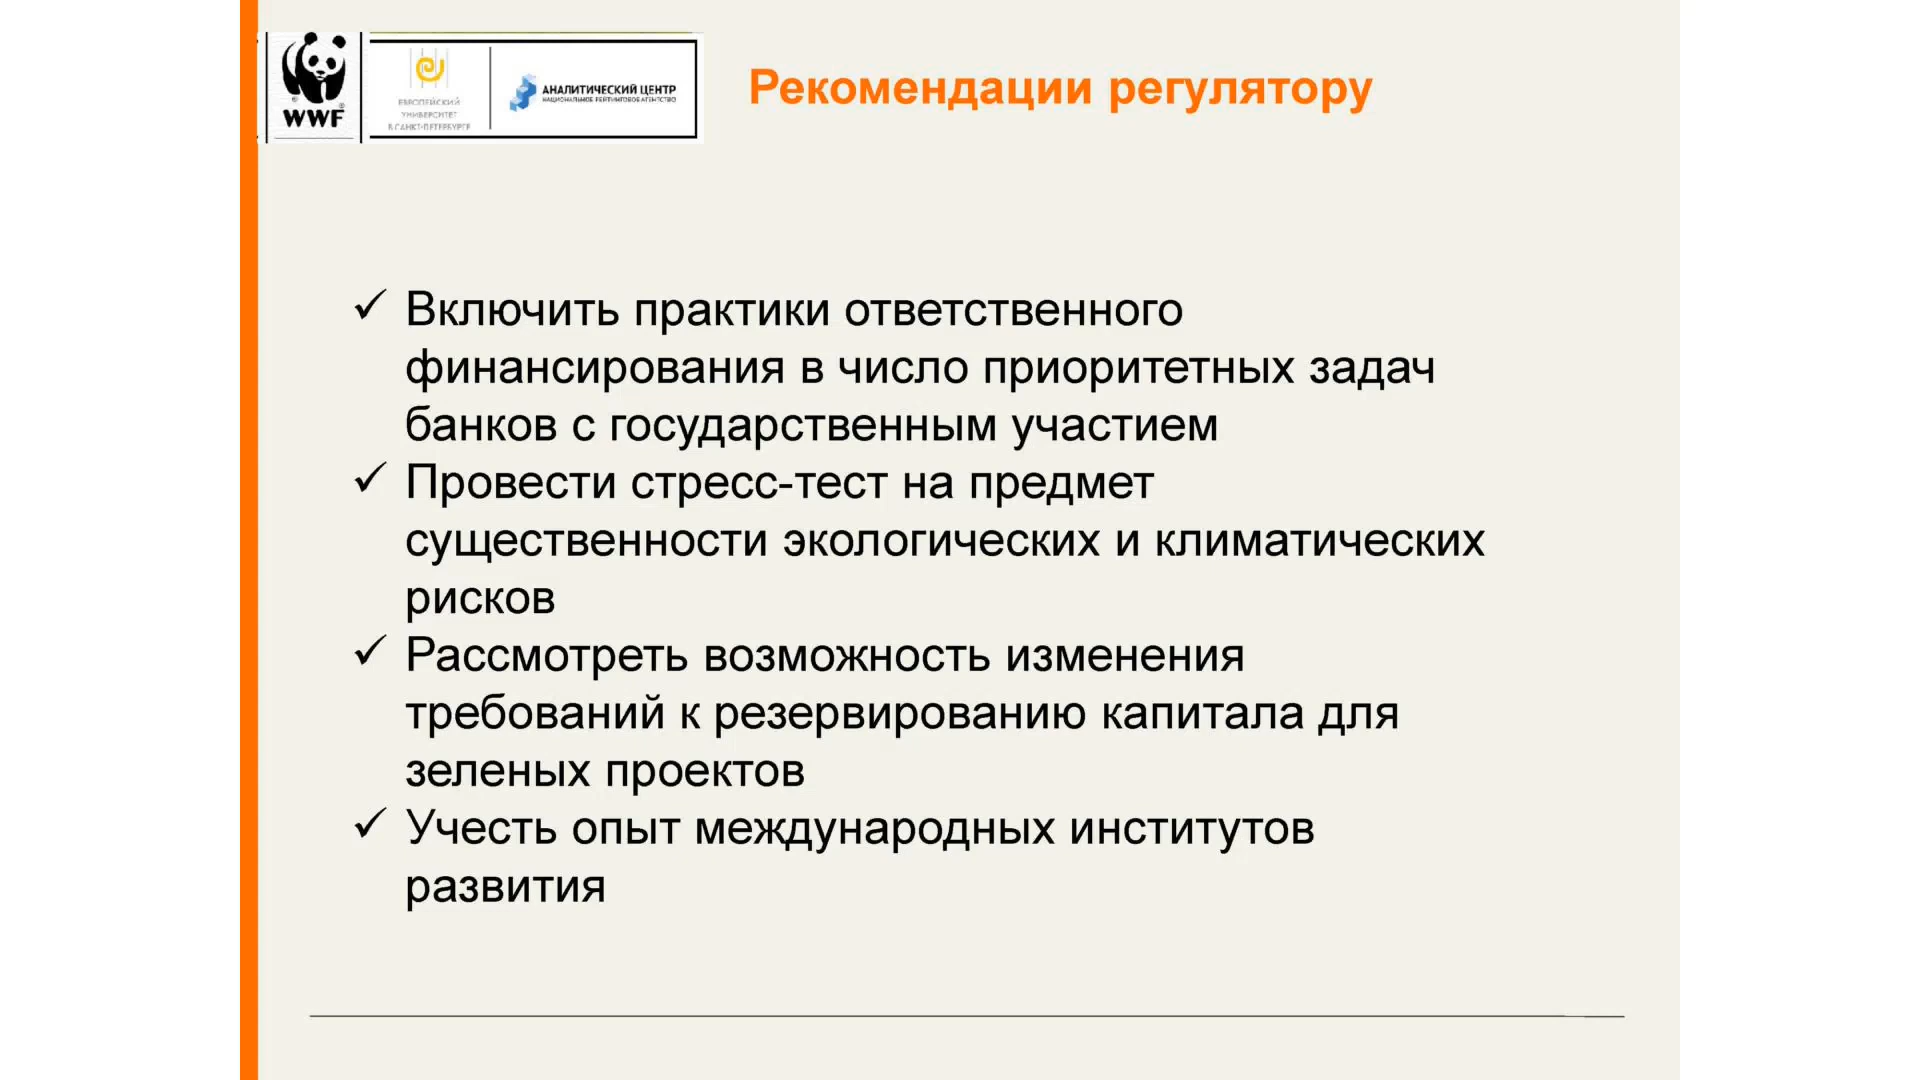 WWF
ЕВРОПЕЙСКИЙ
УНИВЕРСИТЕТ
В САНКТ-ПЕТЕРБУРГЕ
АНАЛИТИЧЕСКИЙ ЦЕНТР
НАЦИОНАЛЬНОЕ РЕЙТИНГОВОЕ АГЕНТСТВО
Рекомендации регулятору
✓ Включить практики ответственного
финансирования в число приоритетных задач
банков с государственным участием
✓ Провести стресс-тест на предмет
существенности экологических и климатических
рисков
✓ Рассмотреть возможность изменения
требований к резервированию капитала для
зеленых проектов
✓ Учесть опыт международных институтов
развития